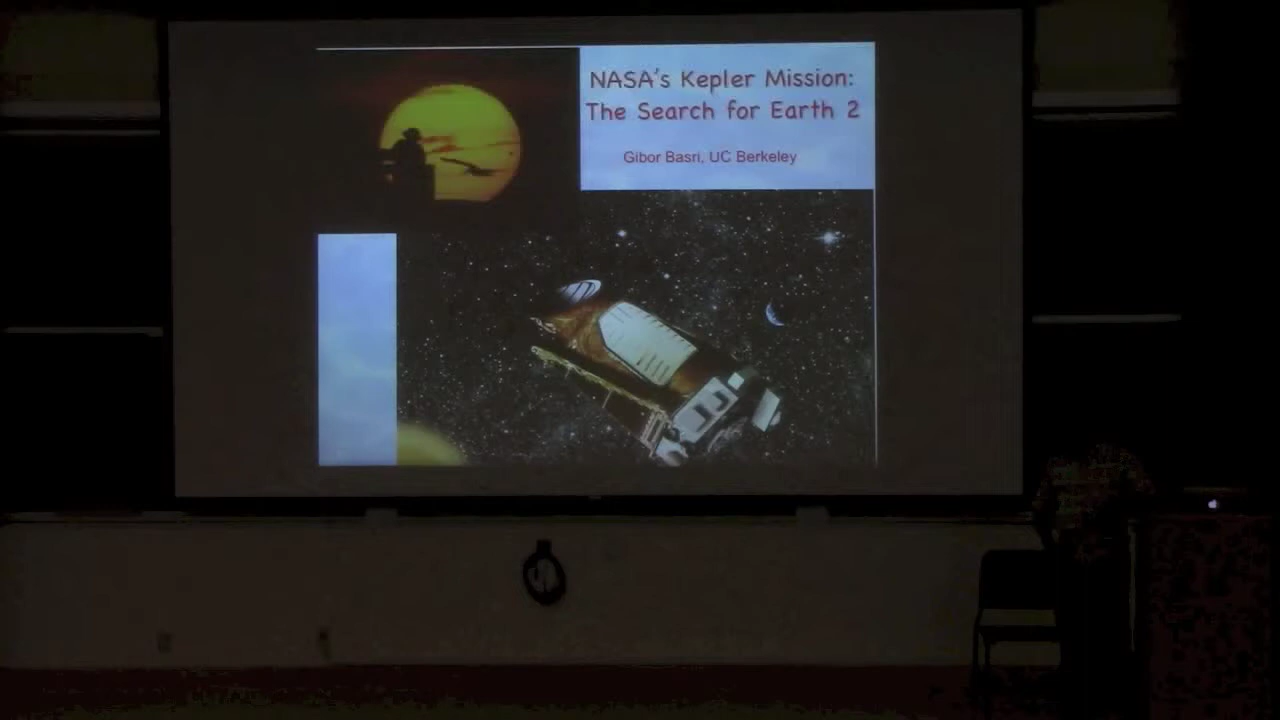 NASA's Kepler Mission:
The Search for Earth 2
Gibor Basri, UC Berkeley